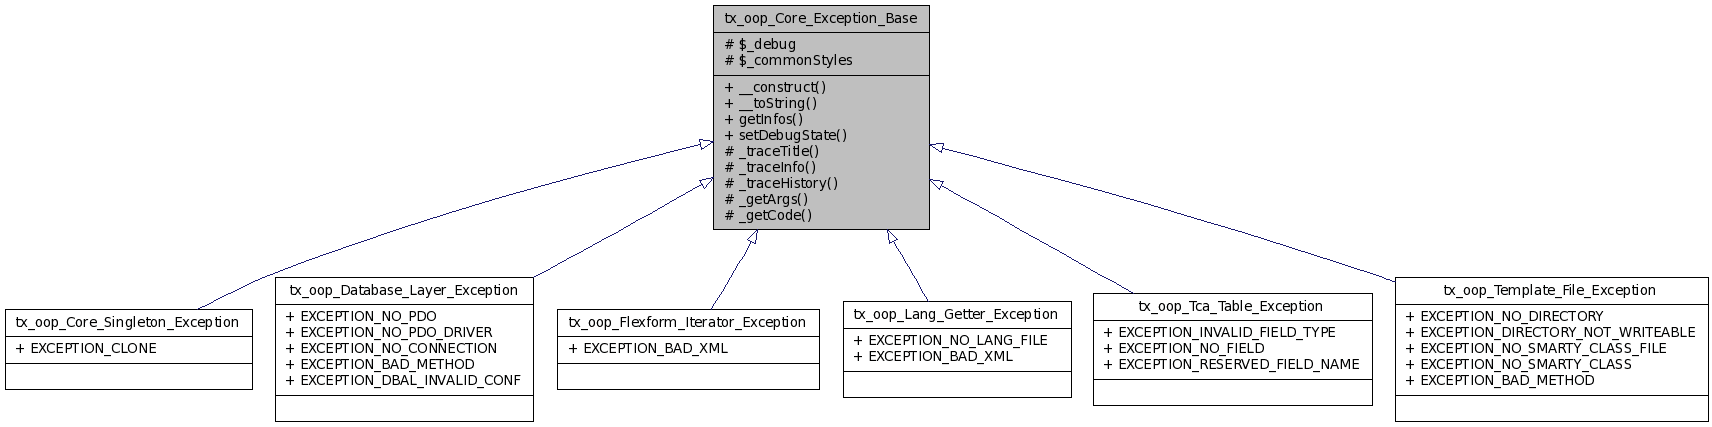 tx_oop_Core_Exception_Base
# $_debug
# $_commonStyles
+ __construct()
+ __toString()
+ getInfos()
+ setDebugState()
# _traceTitle()
# _traceInfo()
# _traceHistory()
# _getArgs()
# _getCode()
tx_oop_Core_Singleton_Exception
+ EXCEPTION_CLONE
tx_oop_Database_Layer_Exception
+ EXCEPTION_NO_PDO
+ EXCEPTION_NO_PDO_DRIVER
+ EXCEPTION_NO_CONNECTION
+ EXCEPTION_BAD_METHOD
+ EXCEPTION_DBAL_INVALID_CONF
tx_oop_Flexform_Iterator_Exception
+ EXCEPTION_BAD_XML
tx_oop_Lang_Getter_Exception
+ EXCEPTION_NO_LANG_FILE
+ EXCEPTION_BAD_XML
tx_oop_Tca_Table_Exception
+ EXCEPTION_INVALID_FIELD_TYPE
+ EXCEPTION_NO_FIELD
+ EXCEPTION_RESERVED_FIELD_NAME
tx_oop_Template_File_Exception
+ EXCEPTION_NO_DIRECTORY
+ EXCEPTION_DIRECTORY_NOT_WRITEABLE
+ EXCEPTION_NO_SMARTY_CLASS_FILE
+ EXCEPTION_NO_SMARTY_CLASS
+ EXCEPTION_BAD_METHOD